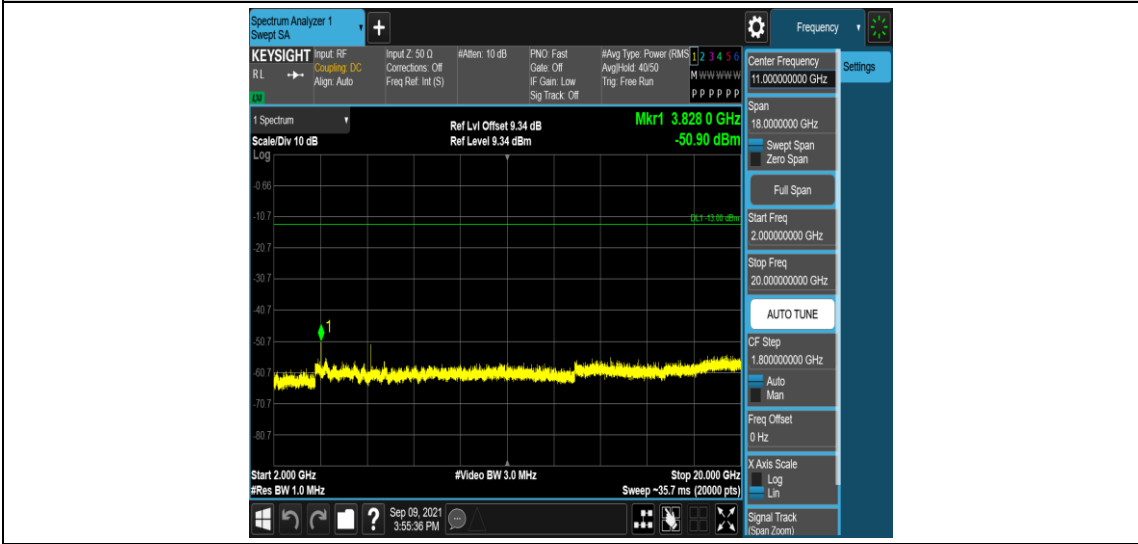 Spectrum Analyzer 1
Swept SA
+
Frequency
KEYSIGHT
RL
LM
Input: RF
Coupling: DC
Align: Auto
Input Z: 50 Ω
Corrections: Off
Freq Ref: Int (S)
#Atten: 10 dB
PNO: Fast
Gate: Off
IF Gain: Low
Sig Track: Off
#Avg Type: Power (RMS
Avg|Hold: 40/50
Trig: Free Run
1 2 3 4 5 6
M W W W W W
P P P P P P
1 Spectrum
Scale/Div 10 dB
Log
Ref Lvl Offset 9.34 dB
Ref Level 9.34 dBm
Mkr1 3.828 0 GHz
-50.90 dBm
-0.66
-10.7
DL1 -13.00 dBm
-20.7
-30.7
-40.7
1
-50.7
-60.7
-70.7
-80.7
Start 2.000 GHz
#Res BW 1.0 MHz
#Video BW 3.0 MHz
Stop 20.000 GHz
Sweep ~35.7 ms (20000 pts)
?
Sep 09, 2021
3:55:36 PM
Center Frequency
11.000000000 GHz
Settings
Span
18.0000000 GHz
Swept Span
Zero Span
Full Span
Start Freq
2.000000000 GHz
Stop Freq
20.000000000 GHz
AUTO TUNE
CF Step
1.800000000 GHz
Auto
Man
Freq Offset
0 Hz
X Axis Scale
Log
Lin
Signal Track
(Span Zoom)